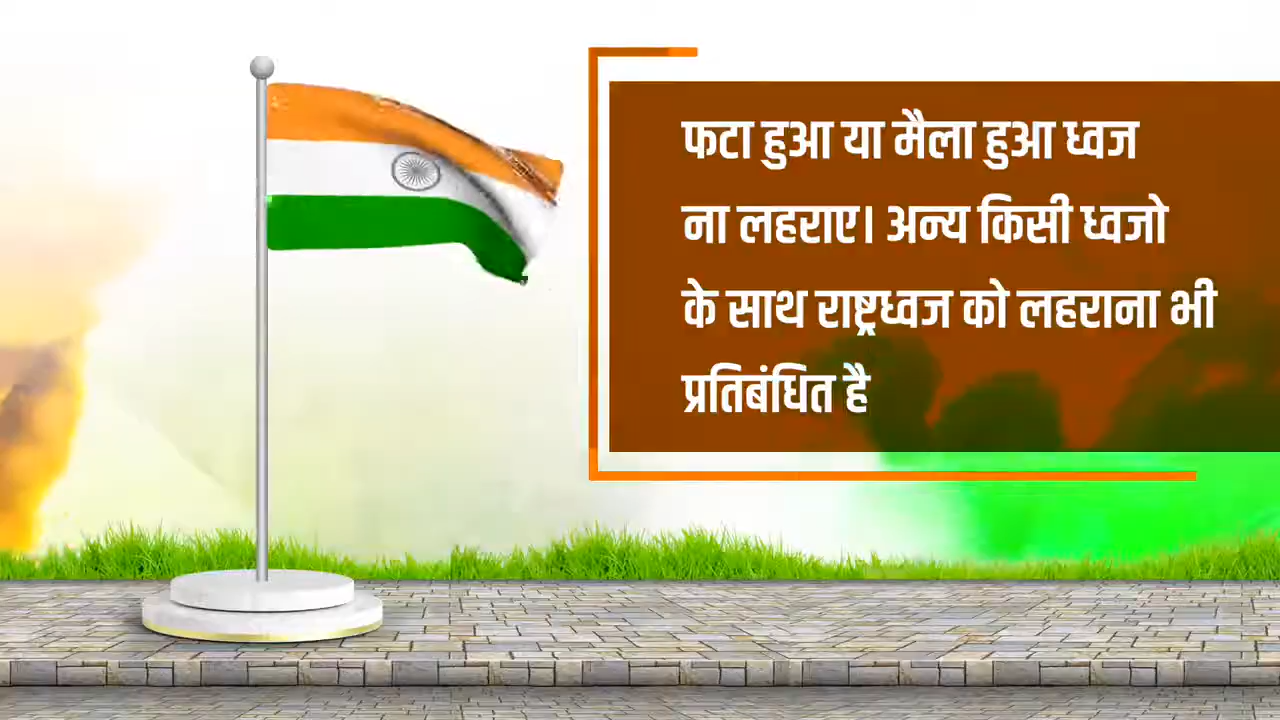 फटा हुआ या मैला हुआ ध्वज
ना लहराए। अन्य किसी ध्वजो
के साथ राष्ट्रध्वज को लहराना भी
प्रतिबंधित है